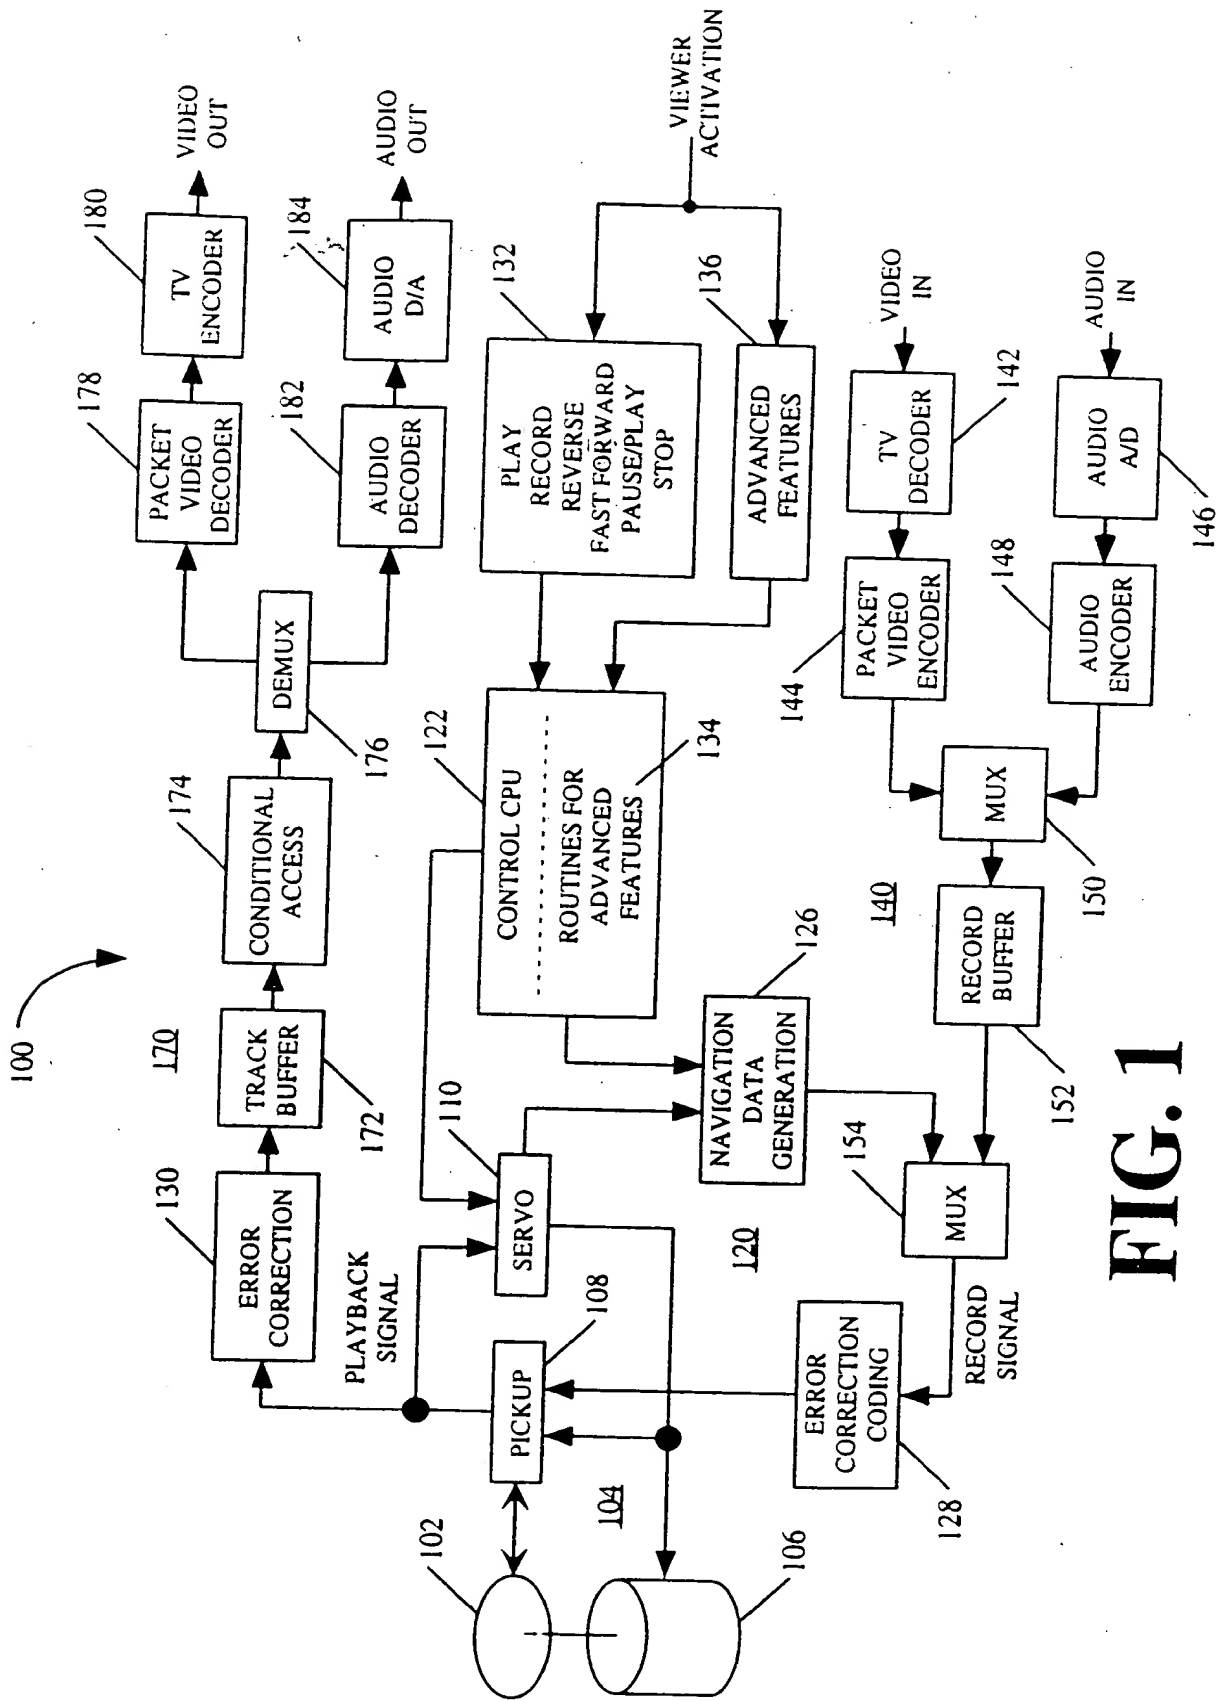 100
130
ERROR
CORRECTION
TRACK
BUFFER
172
170
174
CONDITIONAL
ACCESS
DEMUX
176
178
PACKET
VIDEO
DECODER
180
TV
ENCODER
VIDEO
OUT
182
AUDIO
DECODER
184
AUDIO
D/A
AUDIO
OUT
PLAYBACK
SIGNAL
102
PICKUP
108
104
106
110
SERVO
122
CONTROL CPU
ROUTINES FOR
ADVANCED
FEATURES
134
132
PLAY
RECORD
REVERSE
FAST FORWARD
PAUSE/PLAY
STOP
136
ADVANCED
FEATURES
VIEWER
ACTIVATION
120
126
NAVIGATION
DATA
GENERATION
128
ERROR
CORRECTION
CODING
RECORD
SIGNAL
154
MUX
152
RECORD
BUFFER
140
150
MUX
144
PACKET
VIDEO
ENCODER
142
TV
DECODER
VIDEO
IN
148
AUDIO
ENCODER
146
AUDIO
A/D
AUDIO
IN
FIG. 1